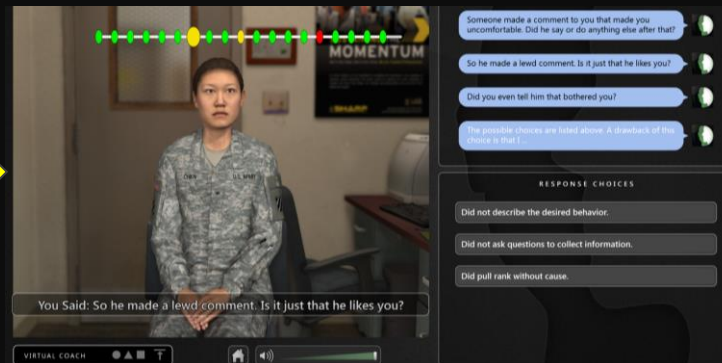 MOMENTUM
SHARP
CHEN
U.S. ARMY
You Said: So he made a lewd comment. Is it just that he likes you?
VIRTUAL COACH
Someone made a comment to you that made you
uncomfortable. Did he say or do anything else after that?
So he made a lewd comment. Is it just that he likes you?
Did you even tell him that bothered you?
The possible choices are listed above. A drawback of this
choice is that I ...
RESPONSE CHOICES
Did not describe the desired behavior.
Did not ask questions to collect information.
Did pull rank without cause.